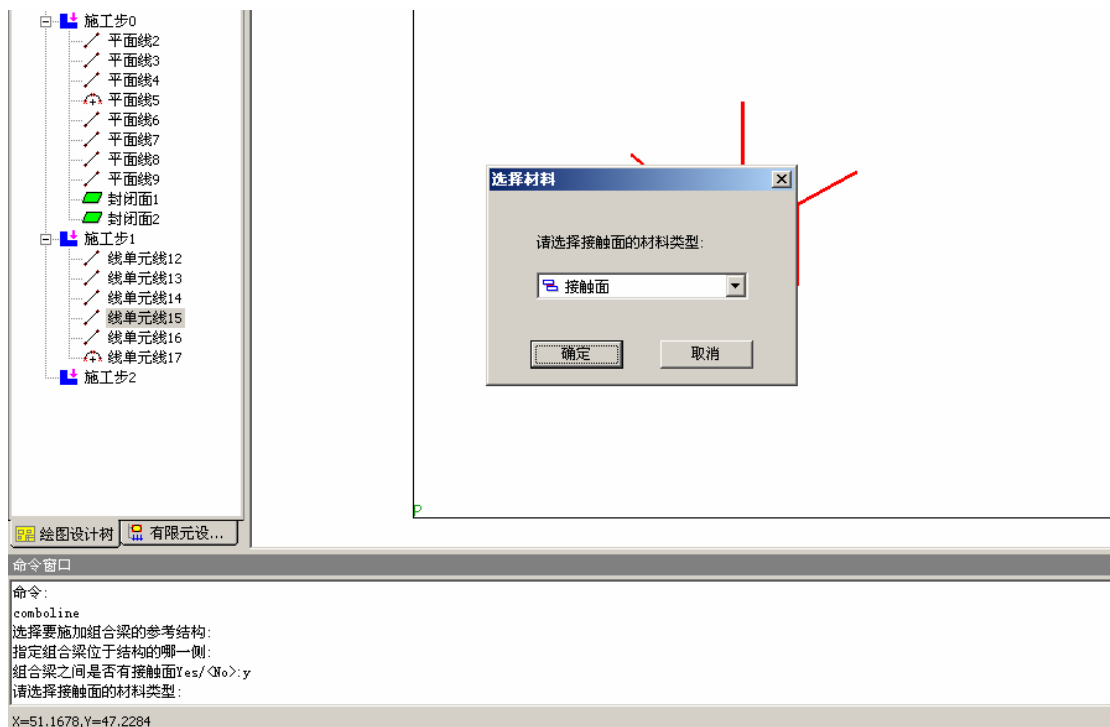 施工步0
平面线2
平面线3
平面线4
平面线5
平面线6
平面线7
平面线8
平面线9
封闭面1
封闭面2
施工步1
线单元线12
线单元线13
线单元线14
线单元线15
线单元线16
线单元线17
施工步2
选择材料
请选择接触面的材料类型:
接触面
确定 取消
P
绘图设计树 有限元设...
命令窗口
命令:
comboline
选择要施加组合梁的参考结构:
指定组合梁位于结构的哪一侧:
组合梁之间是否有接触面Yes/<No>:y
请选择接触面的材料类型:
X=51.1678,Y=47.2284